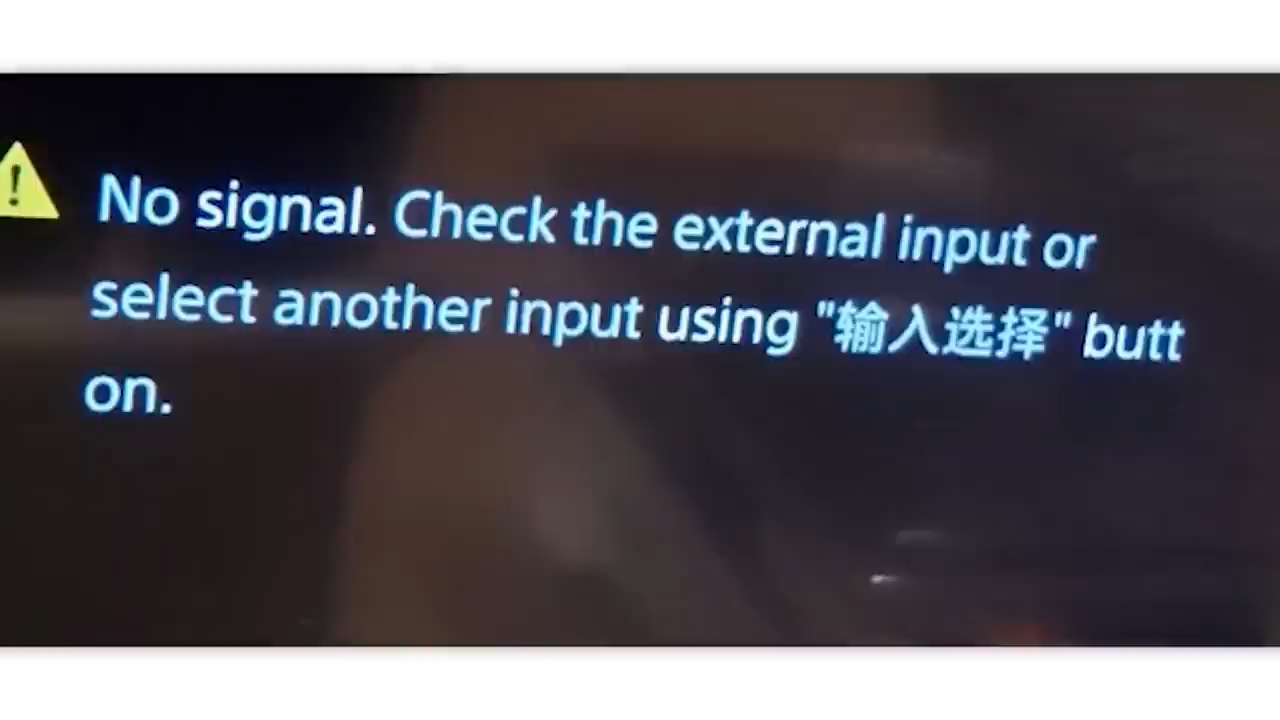 No signal. Check the external input or
select another input using "输入选择" butt
on.